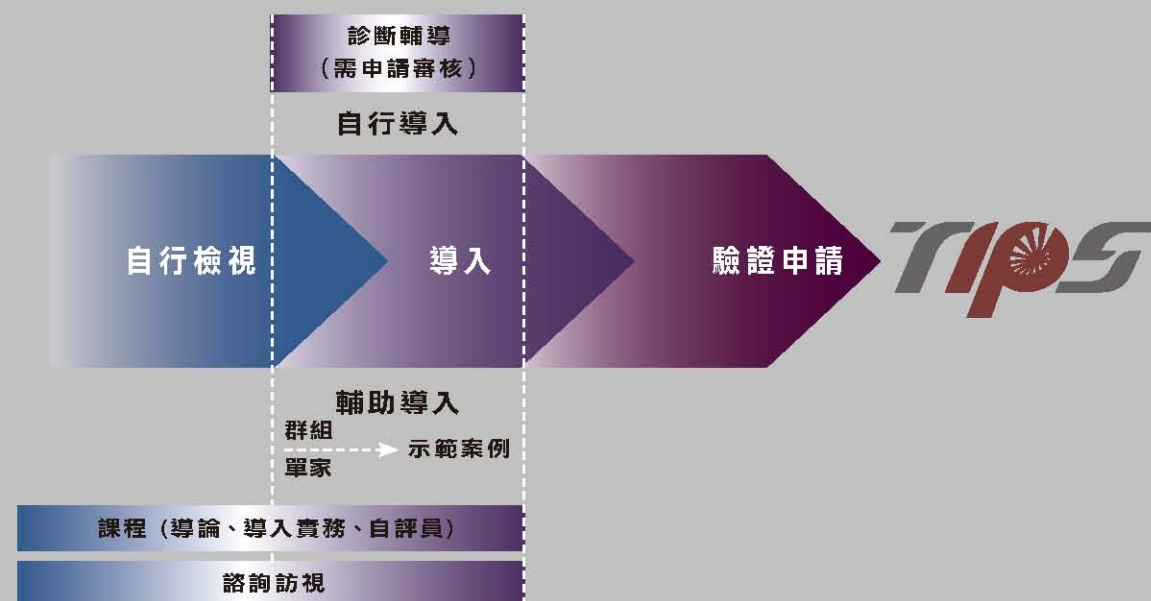 診斷輔導
（需申請審核）
自行導入
自行檢視
導入
驗證申請
TIPS
輔助導入
群組
單家
示範案例
課程 (導論、導入實務、自評員)
諮詢訪視